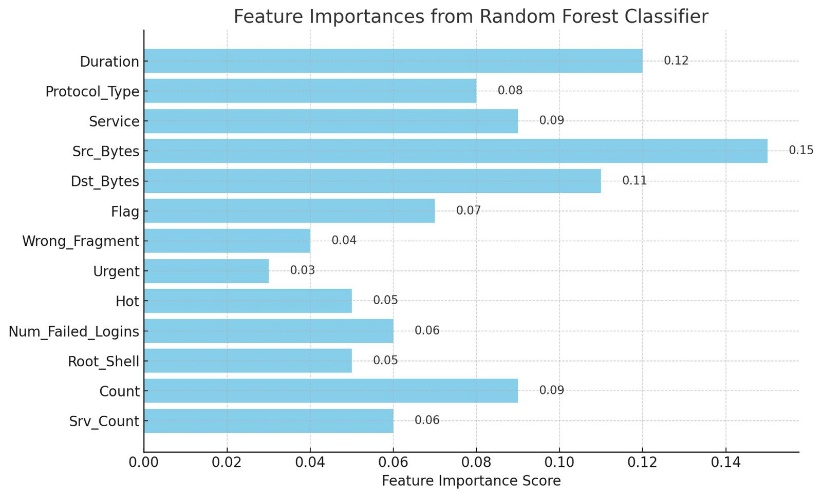 Feature Importances from Random Forest Classifier
Duration 0.12
Protocol_Type 0.08
Service 0.09
Src_Bytes 0.15
Dst_Bytes 0.11
Flag 0.07
Wrong_Fragment 0.04
Urgent 0.03
Hot 0.05
Num_Failed_Logins 0.06
Root_Shell 0.05
Count 0.09
Srv_Count 0.06
0.00 0.02 0.04 0.06 0.08 0.10 0.12 0.14
Feature Importance Score